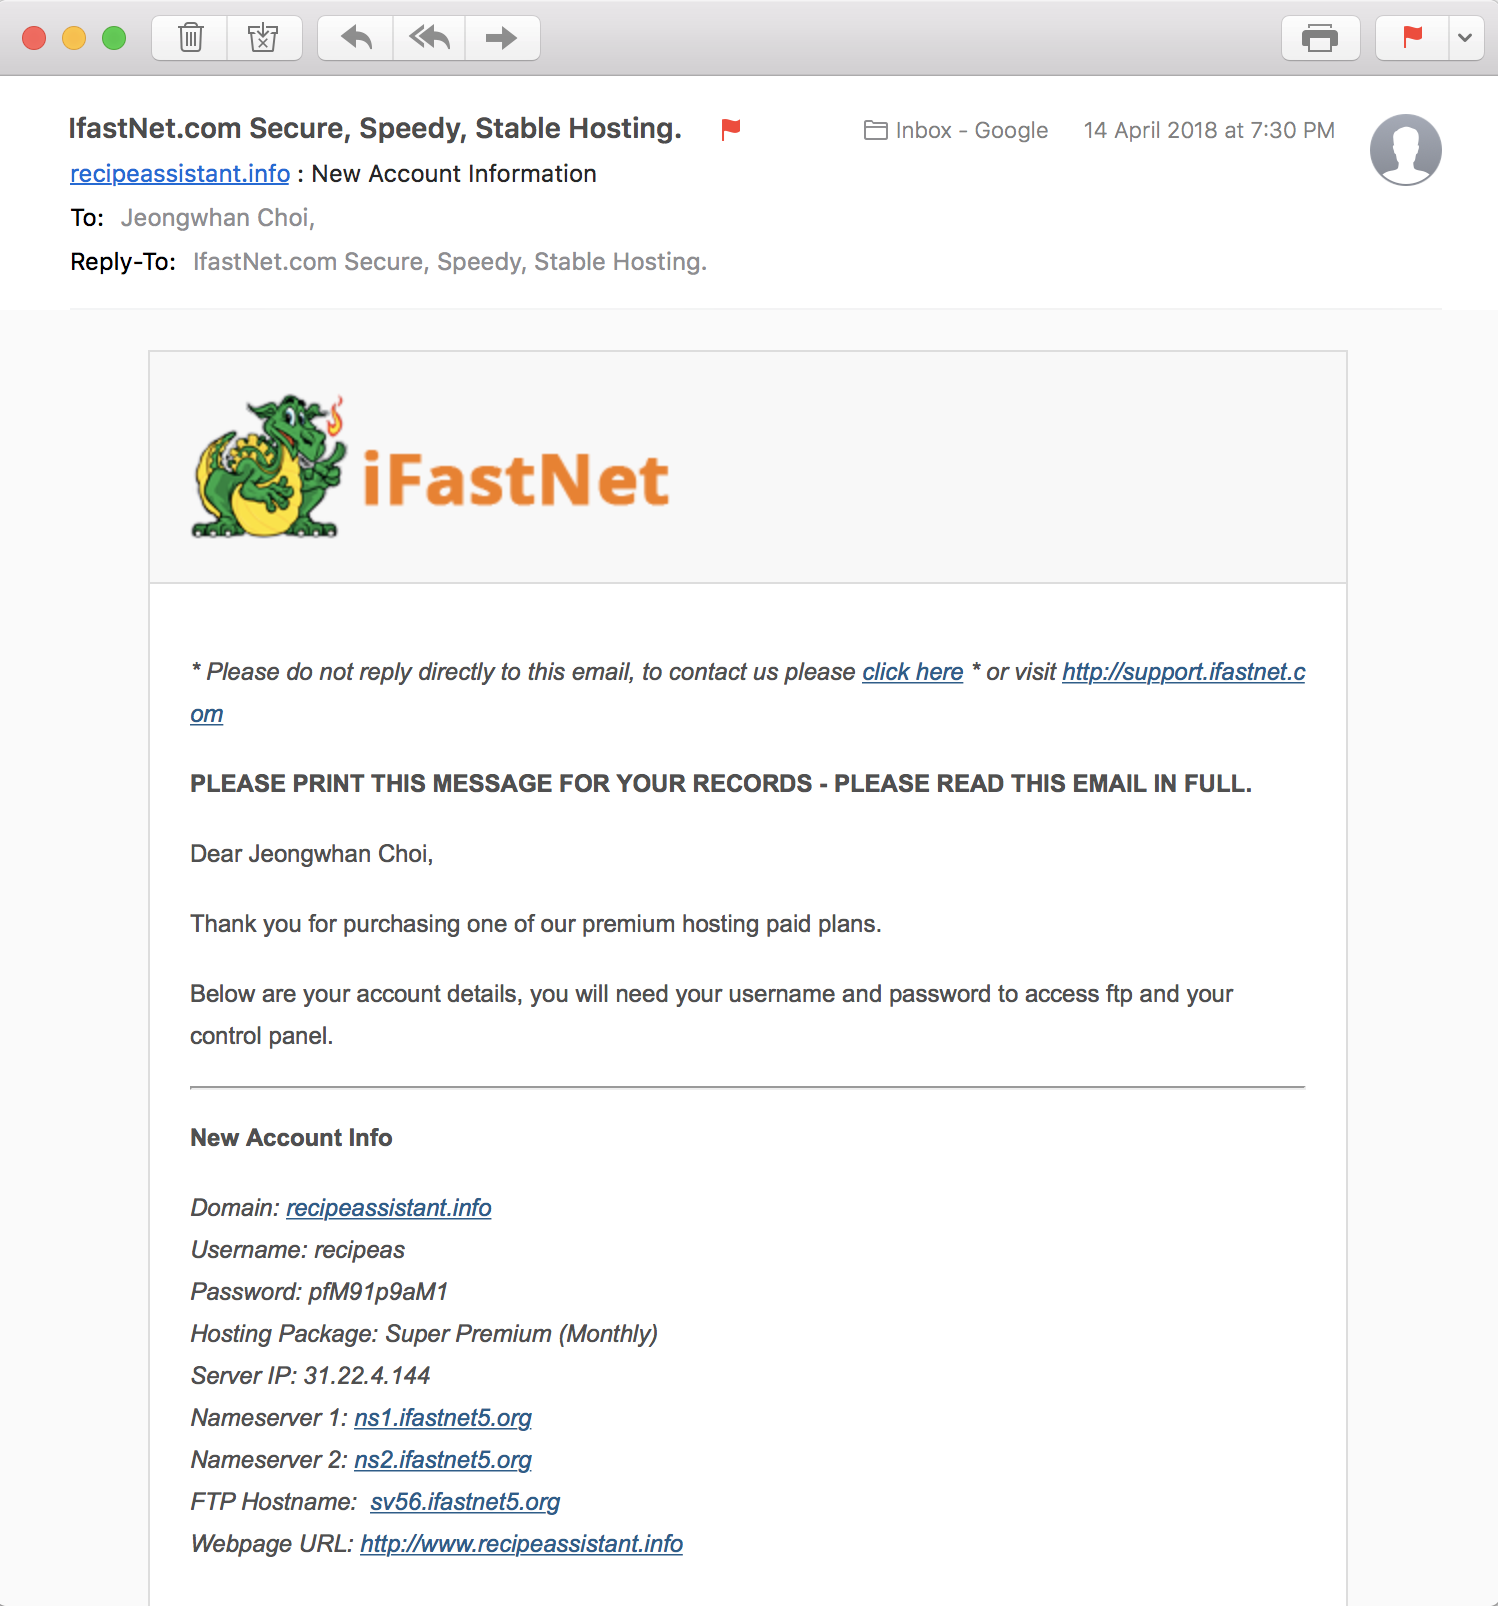 IfastNet.com Secure, Speedy, Stable Hosting.
Inbox - Google
14 April 2018 at 7:30 PM
recipeassistant.info : New Account Information
To: Jeongwhan Choi,
Reply-To: IfastNet.com Secure, Speedy, Stable Hosting.
iFastNet
* Please do not reply directly to this email, to contact us please click here * or visit http://support.ifastnet.c
om
PLEASE PRINT THIS MESSAGE FOR YOUR RECORDS - PLEASE READ THIS EMAIL IN FULL.
Dear Jeongwhan Choi,
Thank you for purchasing one of our premium hosting paid plans.
Below are your account details, you will need your username and password to access ftp and your
control panel.
New Account Info
Domain: recipeassistant.info
Username: recipeas
Password: pfM91p9aM1
Hosting Package: Super Premium (Monthly)
Server IP: 31.22.4.144
Nameserver 1: ns1.ifastnet5.org
Nameserver 2: ns2.ifastnet5.org
FTP Hostname: sv56.ifastnet5.org
Webpage URL: http://www.recipeassistant.info